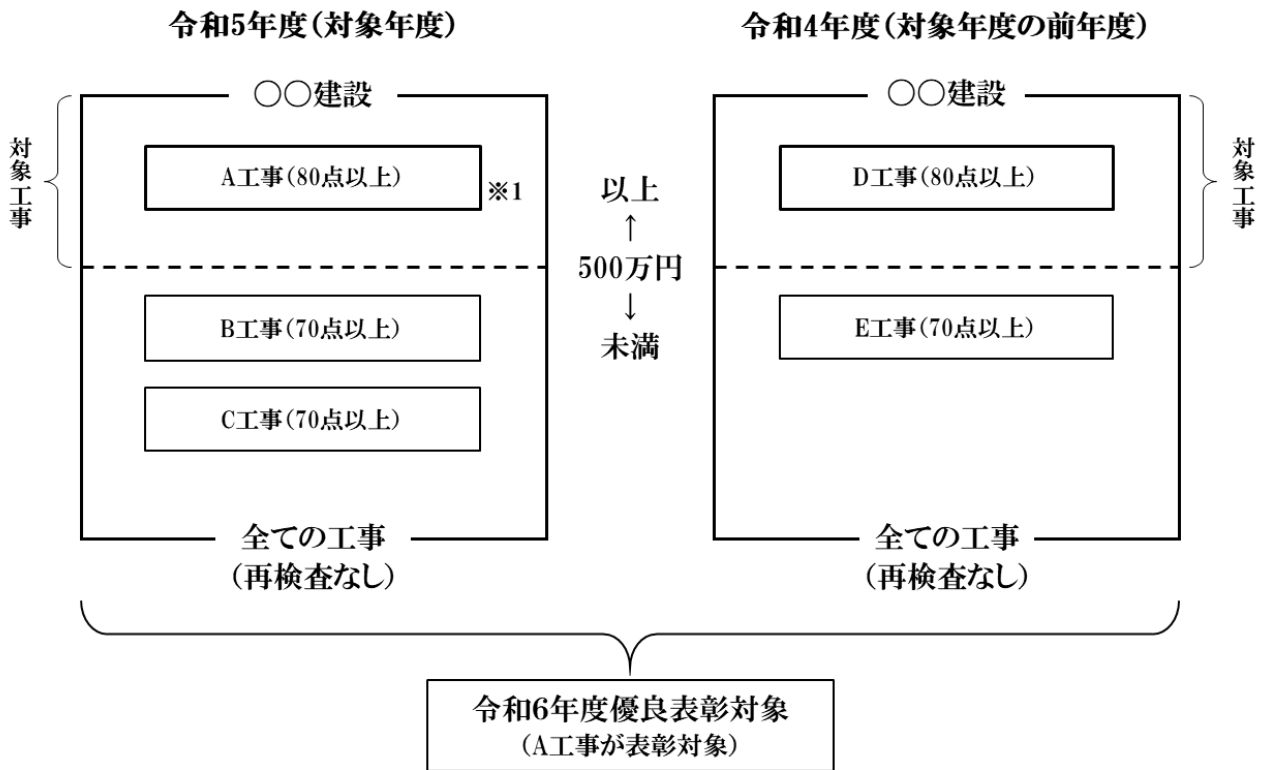 令和5年度(対象年度)
令和4年度(対象年度の前年度)
○○建設
○○建設
対象工事
A工事(80点以上)
※1
以上
↑
500万円
↓
未満
D工事(80点以上)
対象工事
B工事(70点以上)
C工事(70点以上)
E工事(70点以上)
全ての工事
(再検査なし)
全ての工事
(再検査なし)
令和6年度優良表彰対象
(A工事が表彰対象)